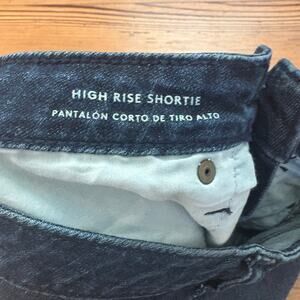 HIGH RISE SHORTIE
PANTALÓN CORTO DE TIRO ALTO